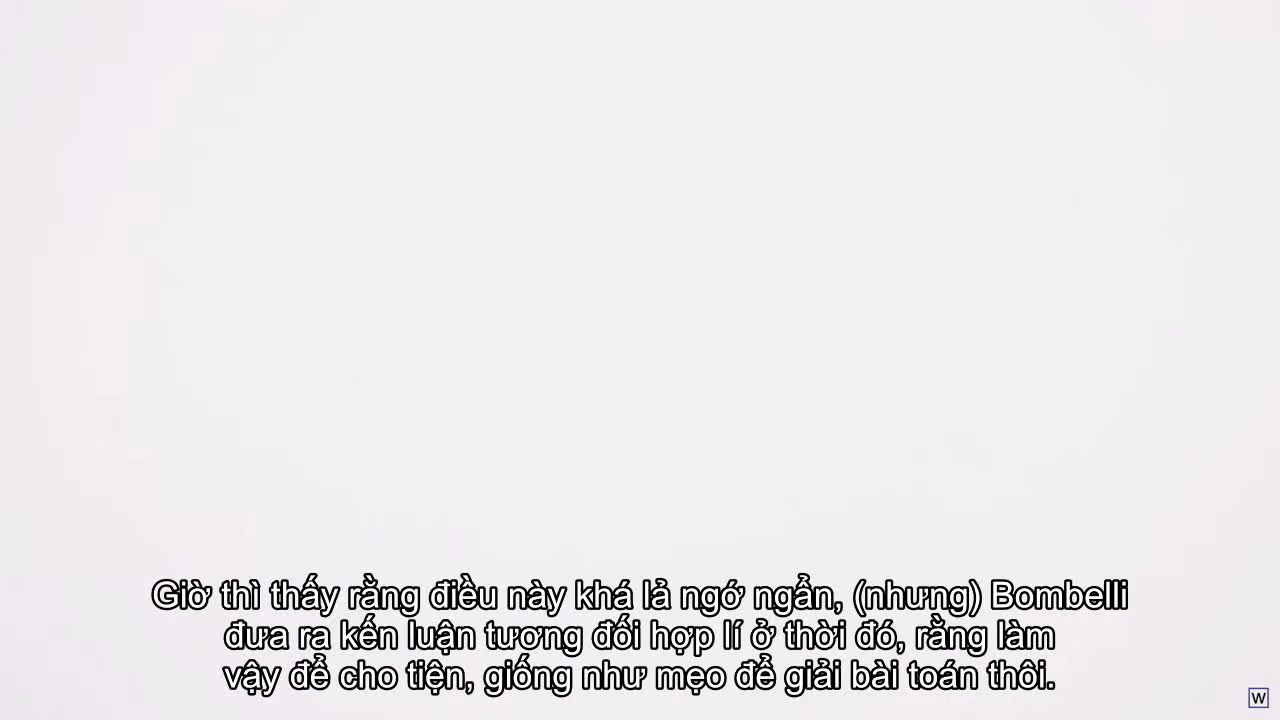 Giờ thì thấy rằng điều này khá lả ngớ ngẩn, (nhưng) Bombelli
đưa ra kến luận tương đối hợp lí ở thời đó, rằng làm
vậy để cho tiện, giống như mẹo để giải bài toán thôi.
W